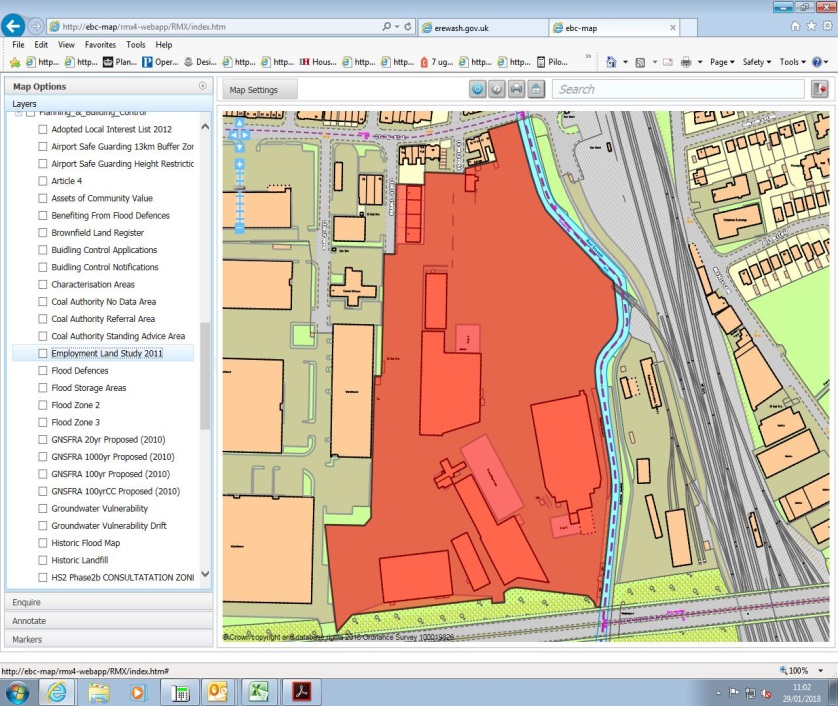 http://ebc-map/rmx4-webapp/RMX/index.htm
erewash.gov.uk
ebc-map
File Edit View Favorites Tools Help
http... http... Plan... Oper... Desi... http... http... IH Hous... http... http... 7 ug... http... http... Pilo... Page Safety Tools
Map Options
Map Settings
Search
Layers
Planning_&_Building_Control
Adopted Local Interest List 2012
Airport Safe Guarding 13km Buffer Zor
Airport Safe Guarding Height Restrictic
Article 4
Assets of Community Value
Benefiting From Flood Defences
Brownfield Land Register
Buidling Control Applications
Buidling Control Notifications
Characterisation Areas
Coal Authority No Data Area
Coal Authority Referral Area
Coal Authority Standing Advice Area
Employment Land Study 2011
Flood Defences
Flood Storage Areas
Flood Zone 2
Flood Zone 3
GNSFRA 20yr Proposed (2010)
GNSFRA 1000yr Proposed (2010)
GNSFRA 100yr Proposed (2010)
GNSFRA 100yrCC Proposed (2010)
Groundwater Vulnerability
Groundwater Vulnerability Drift
Historic Flood Map
Historic Landfill
HS2 Phase2b CONSULTATATION ZONE
Enquire
Annotate
Markers
© Crown copyright and database rights 2018 Ordnance Survey 100019826
http://ebc-map/rmx4-webapp/RMX/index.htm#
100%
11:02
29/01/2018